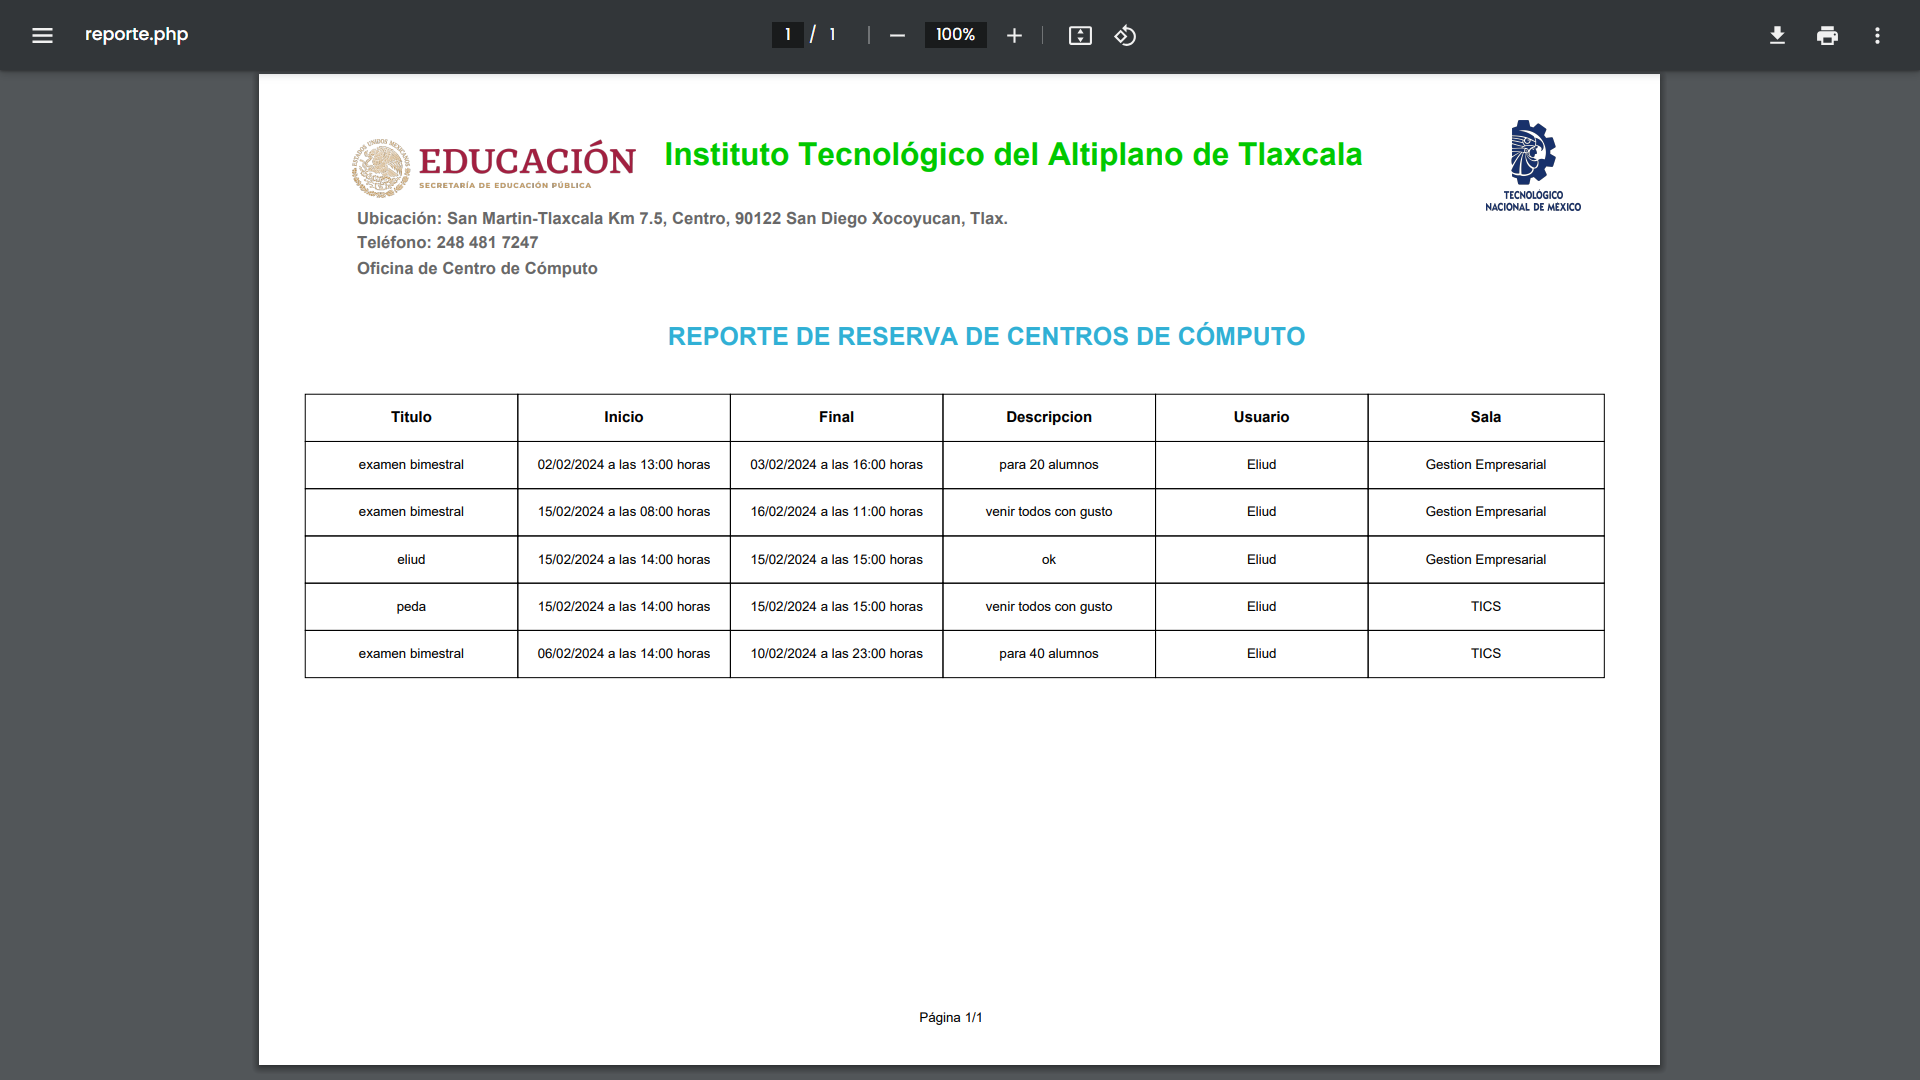 reporte.php
1 / 1
100%
EDUCACIÓN
SECRETARÍA DE EDUCACIÓN PÚBLICA
Instituto Tecnológico del Altiplano de Tlaxcala
TECNOLÓGICO
NACIONAL DE MÉXICO
Ubicación: San Martin-Tlaxcala Km 7.5, Centro, 90122 San Diego Xocoyucan, Tlax.
Teléfono: 248 481 7247
Oficina de Centro de Cómputo
REPORTE DE RESERVA DE CENTROS DE CÓMPUTO
Titulo Inicio Final Descripcion Usuario Sala
examen bimestral 02/02/2024 a las 13:00 horas 03/02/2024 a las 16:00 horas para 20 alumnos Eliud Gestion Empresarial
examen bimestral 15/02/2024 a las 08:00 horas 16/02/2024 a las 11:00 horas venir todos con gusto Eliud Gestion Empresarial
eliud 15/02/2024 a las 14:00 horas 15/02/2024 a las 15:00 horas ok Eliud Gestion Empresarial
peda 15/02/2024 a las 14:00 horas 15/02/2024 a las 15:00 horas venir todos con gusto Eliud TICS
examen bimestral 06/02/2024 a las 14:00 horas 10/02/2024 a las 23:00 horas para 40 alumnos Eliud TICS
Página 1/1